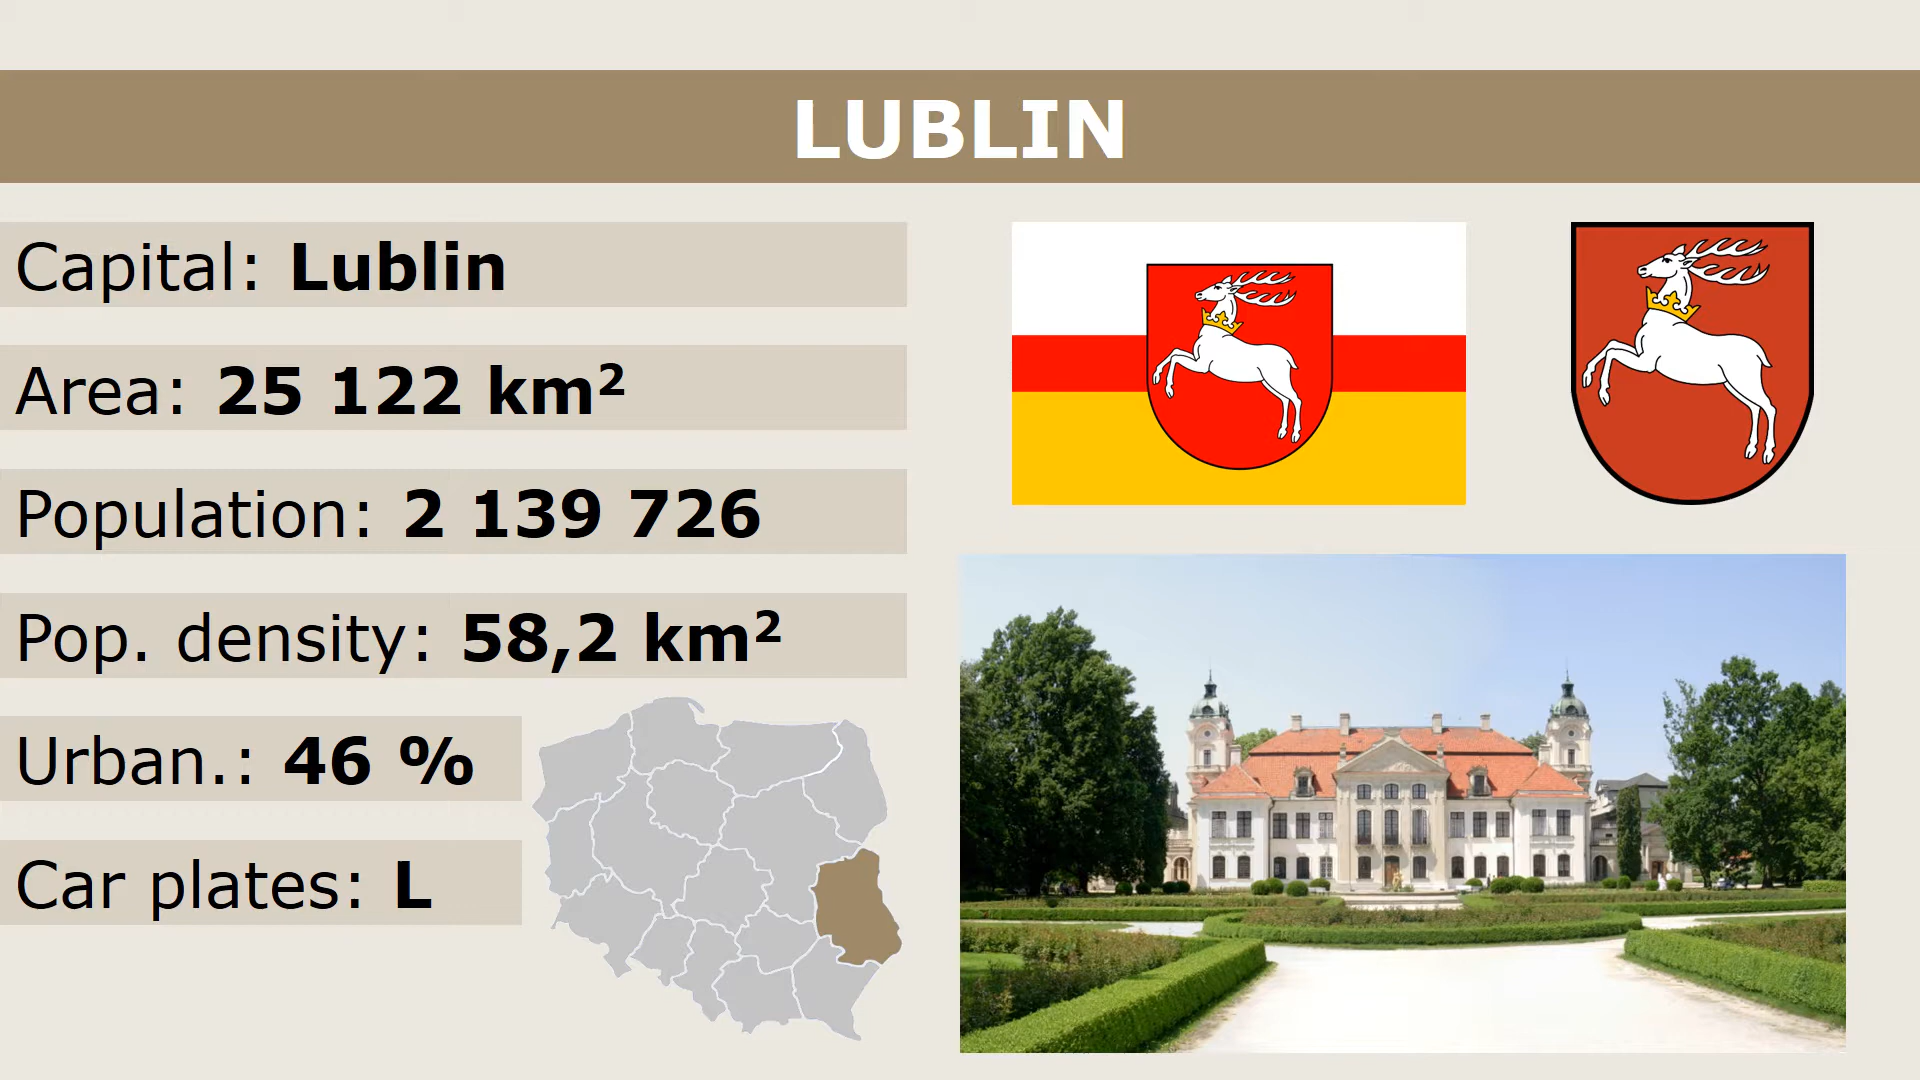 LUBLIN
Capital: Lublin
Area: 25 122 km²
Population: 2 139 726
Pop. density: 58,2 km²
Urban.: 46 %
Car plates: L